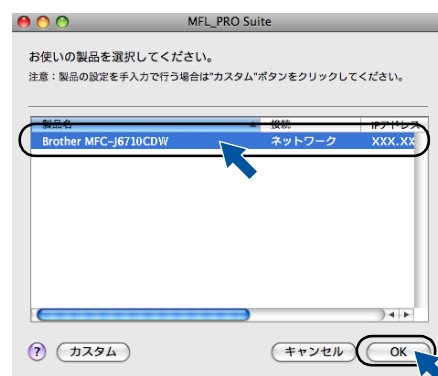 MFL_PRO Suite
お使いの製品を選択してください。
注意：製品の設定を手入力で行う場合は"カスタム"ボタンをクリックしてください。
製品名 接続 IPアドレス
Brother MFC-J6710CDW ネットワーク XXX.XX
? カスタム キャンセル OK